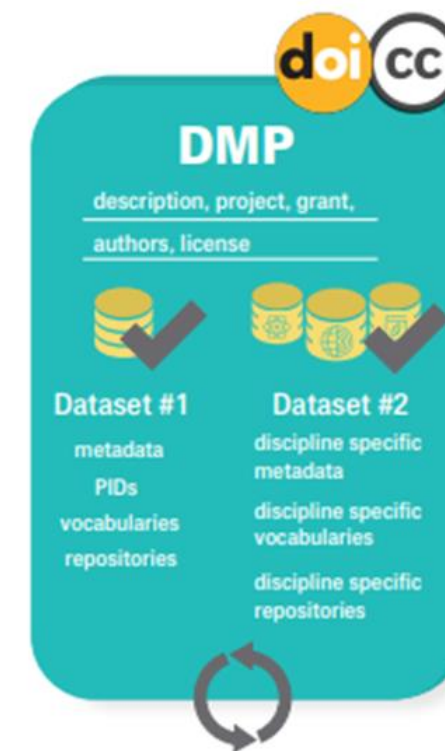 doi cc
DMP
description, project, grant,
authors, license
Dataset #1
metadata
PIDs
vocabularies
repositories
Dataset #2
discipline specific
metadata
discipline specific
vocabularies
discipline specific
repositories